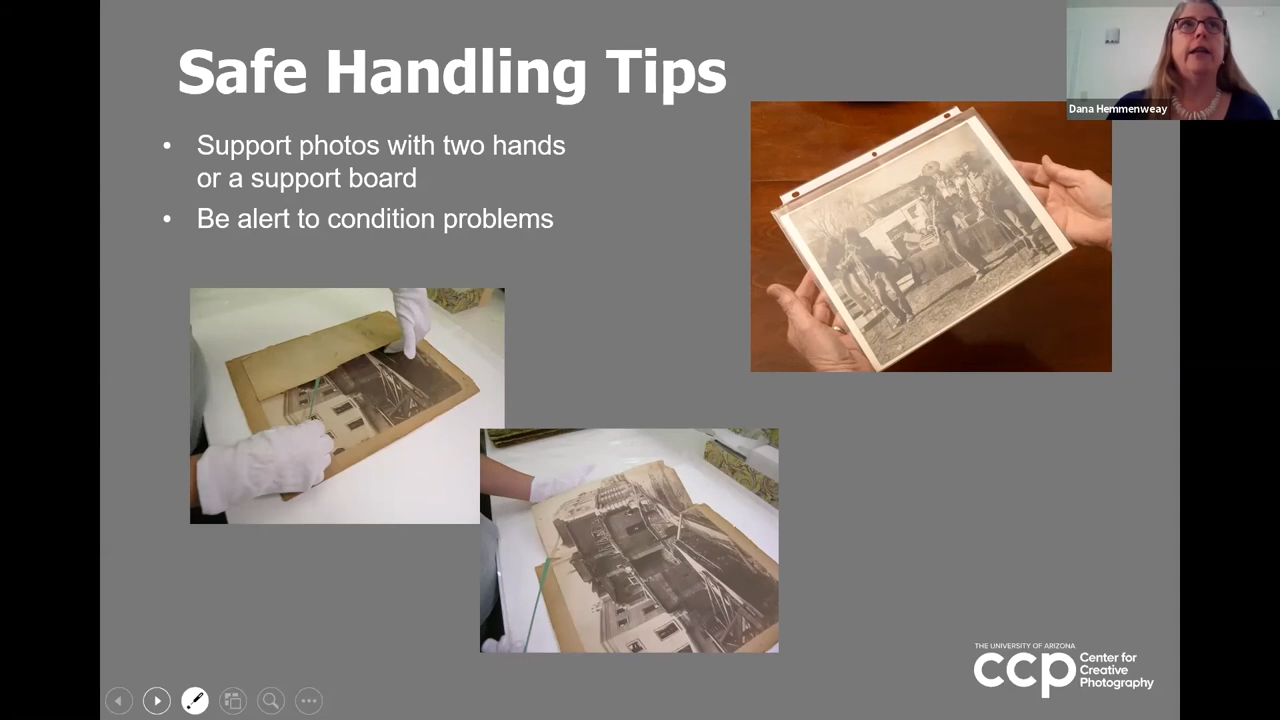 Safe Handling Tips
Dana Hemmenweay
• Support photos with two hands
or a support board
• Be alert to condition problems
THE UNIVERSITY OF ARIZONA
ccp Center for
Creative
Photography